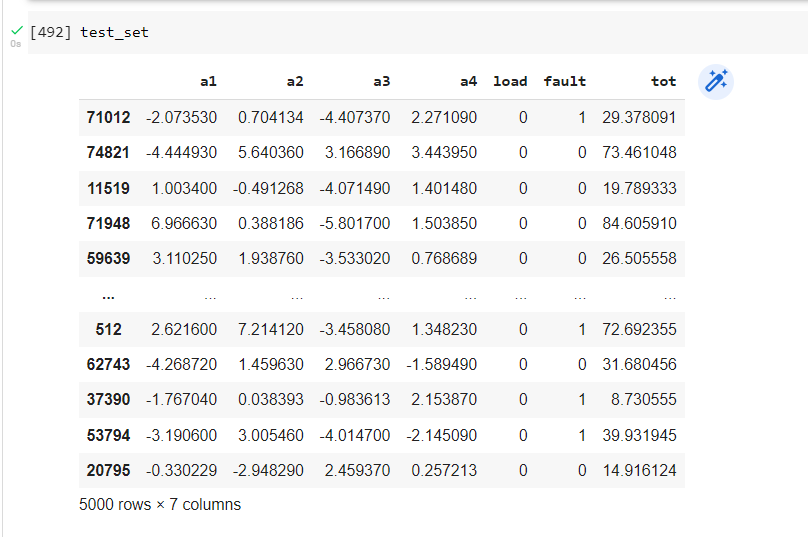 [492] test_set
0s
a1 a2 a3 a4 load fault tot
71012 -2.073530 0.704134 -4.407370 2.271090 0 1 29.378091
74821 -4.444930 5.640360 3.166890 3.443950 0 0 73.461048
11519 1.003400 -0.491268 -4.071490 1.401480 0 0 19.789333
71948 6.966630 0.388186 -5.801700 1.503850 0 0 84.605910
59639 3.110250 1.938760 -3.533020 0.768689 0 0 26.505558
... ... ... ... ... ... ... ...
512 2.621600 7.214120 -3.458080 1.348230 0 1 72.692355
62743 -4.268720 1.459630 2.966730 -1.589490 0 0 31.680456
37390 -1.767040 0.038393 -0.983613 2.153870 0 1 8.730555
53794 -3.190600 3.005460 -4.014700 -2.145090 0 1 39.931945
20795 -0.330229 -2.948290 2.459370 0.257213 0 0 14.916124
5000 rows × 7 columns